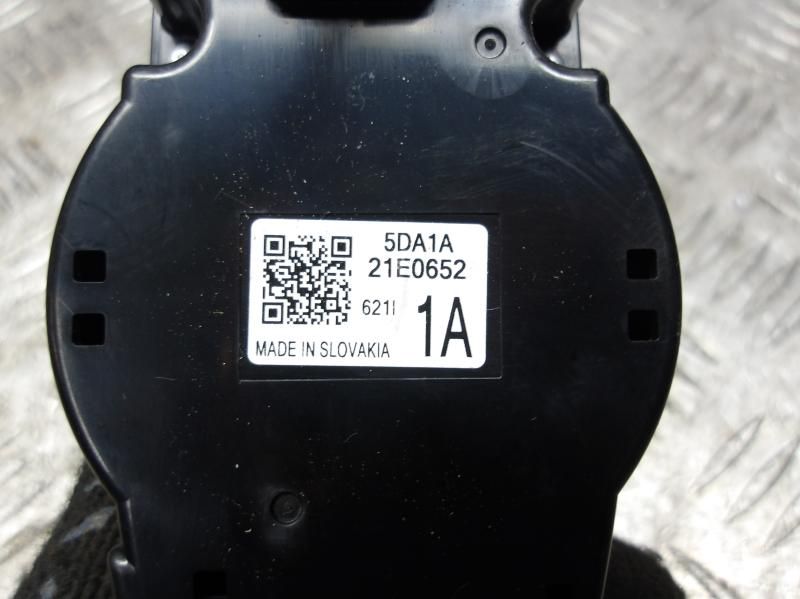 5DA1A
21E0652
621I
1A
MADE IN SLOVAKIA